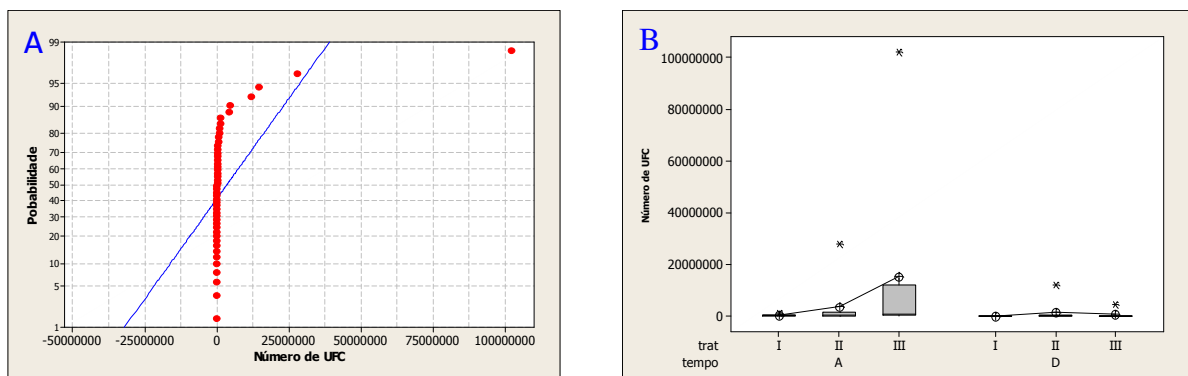 A
99
95
90
80
70
60
50
40
30
20
10
5
1
Pobabilidade
-50000000 -25000000 0 25000000 50000000 75000000 100000000
Número de UFC
B
100000000
80000000
60000000
40000000
20000000
0
Número de UFC
trat I II III I II III
tempo A D